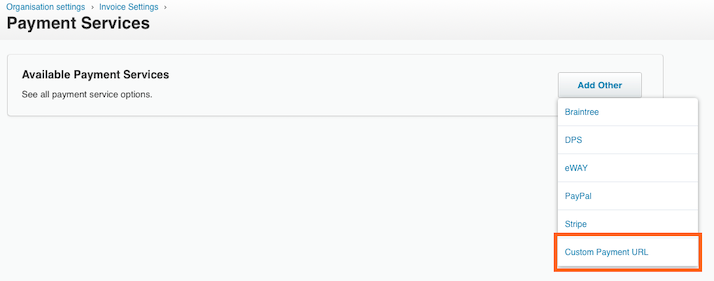 Organisation settings › Invoice Settings ›
Payment Services
Available Payment Services
See all payment service options.
Add Other
Braintree
DPS
eWAY
PayPal
Stripe
Custom Payment URL